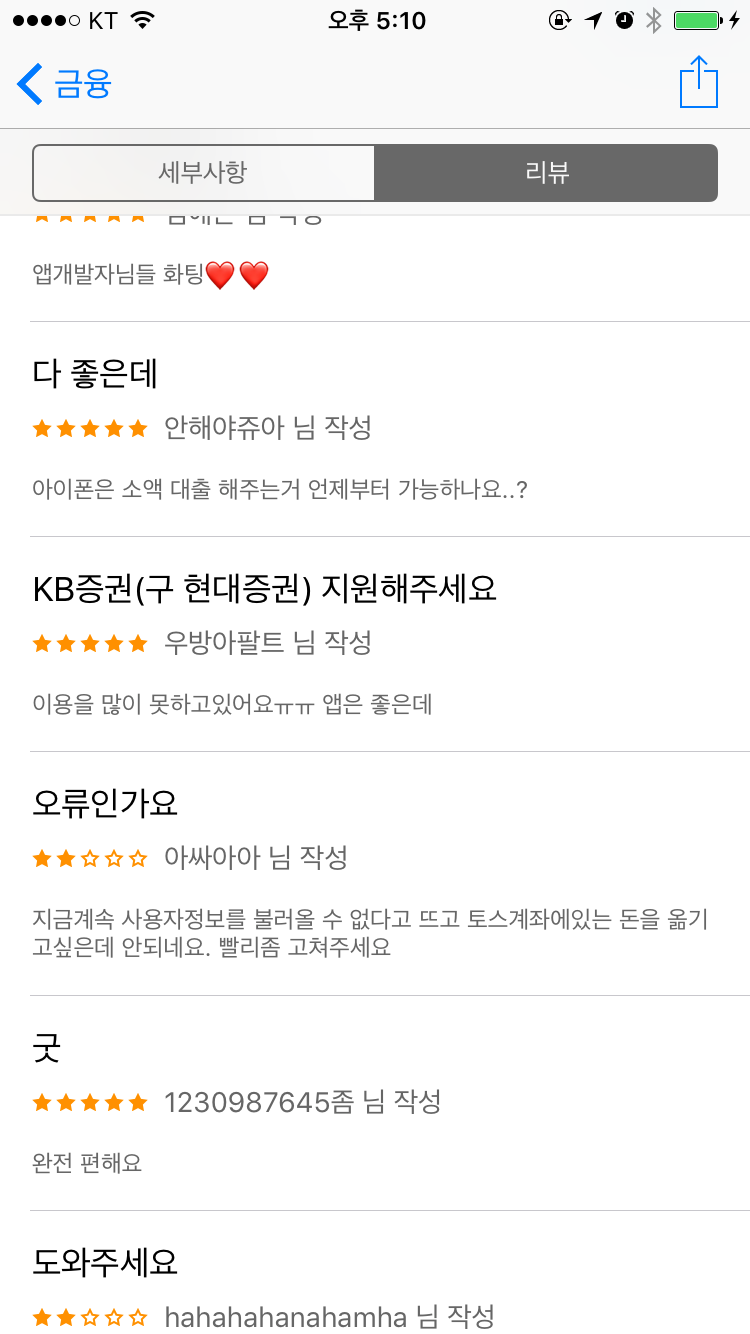 KT
오후 5:10
금융
세부사항
리뷰
님 작성
앱개발자님들 화팅❤️❤️
다 좋은데
안해야쥬아 님 작성
아이폰은 소액 대출 해주는거 언제부터 가능하나요..?
KB증권(구 현대증권) 지원해주세요
우방아팔트 님 작성
이용을 많이 못하고있어요ㅠㅠ 앱은 좋은데
오류인가요
아싸아아 님 작성
지금계속 사용자정보를 불러올 수 없다고 뜨고 토스계좌에있는 돈을 옮기
고싶은데 안되네요. 빨리좀 고쳐주세요
굿
1230987645좀 님 작성
완전 편해요
도와주세요
hahahahanahamha 님 작성